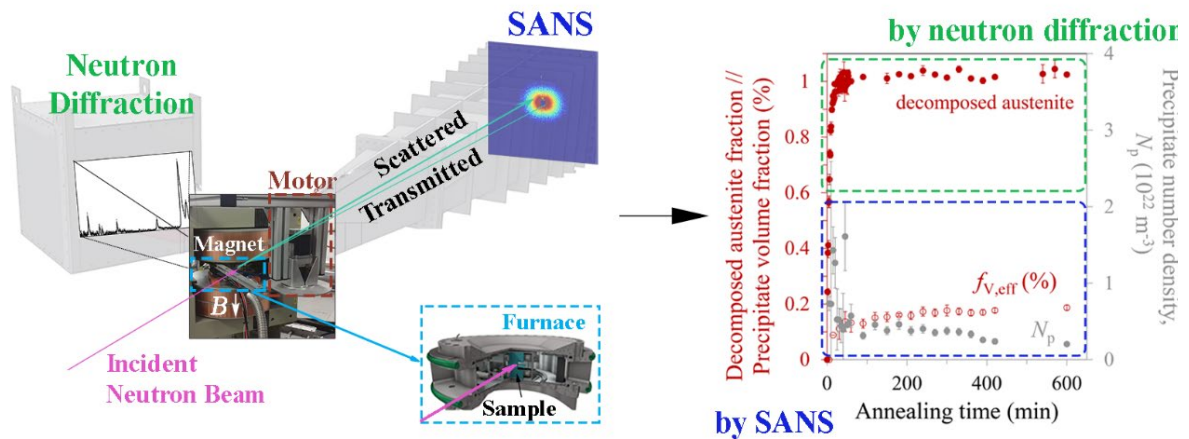 Neutron
Diffraction
SANS
Scattered
Transmitted
Motor
Magnet
B
Incident
Neutron Beam
Furnace
Sample
by neutron diffraction
Decomposed austenite fraction //
Precipitate volume fraction (%)
1
0.8
0.6
0.4
0.2
0
decomposed austenite
f_V,eff (%)
N_p
4
3
2
1
0
Precipitate number density,
N_p (10²² m⁻³)
0 200 400 600
Annealing time (min)
by SANS